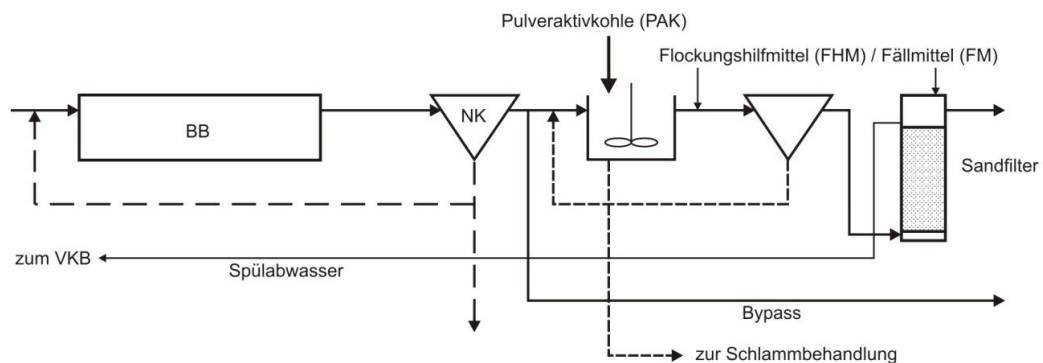 Pulveraktivkohle (PAK)
Flockungshilfmittel (FHM) / Fällmittel (FM)
BB
NK
Sandfilter
zum VKB
Spülabwasser
Bypass
zur Schlammbehandlung